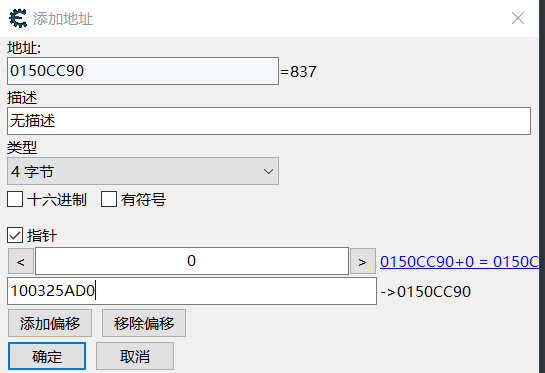 添加地址
地址:
0150CC90 =837
描述
无描述
类型
4 字节
十六进制 有符号
指针
< 0 > 0150CC90+0 = 0150C
100325AD0 ->0150CC90
添加偏移 移除偏移
确定 取消